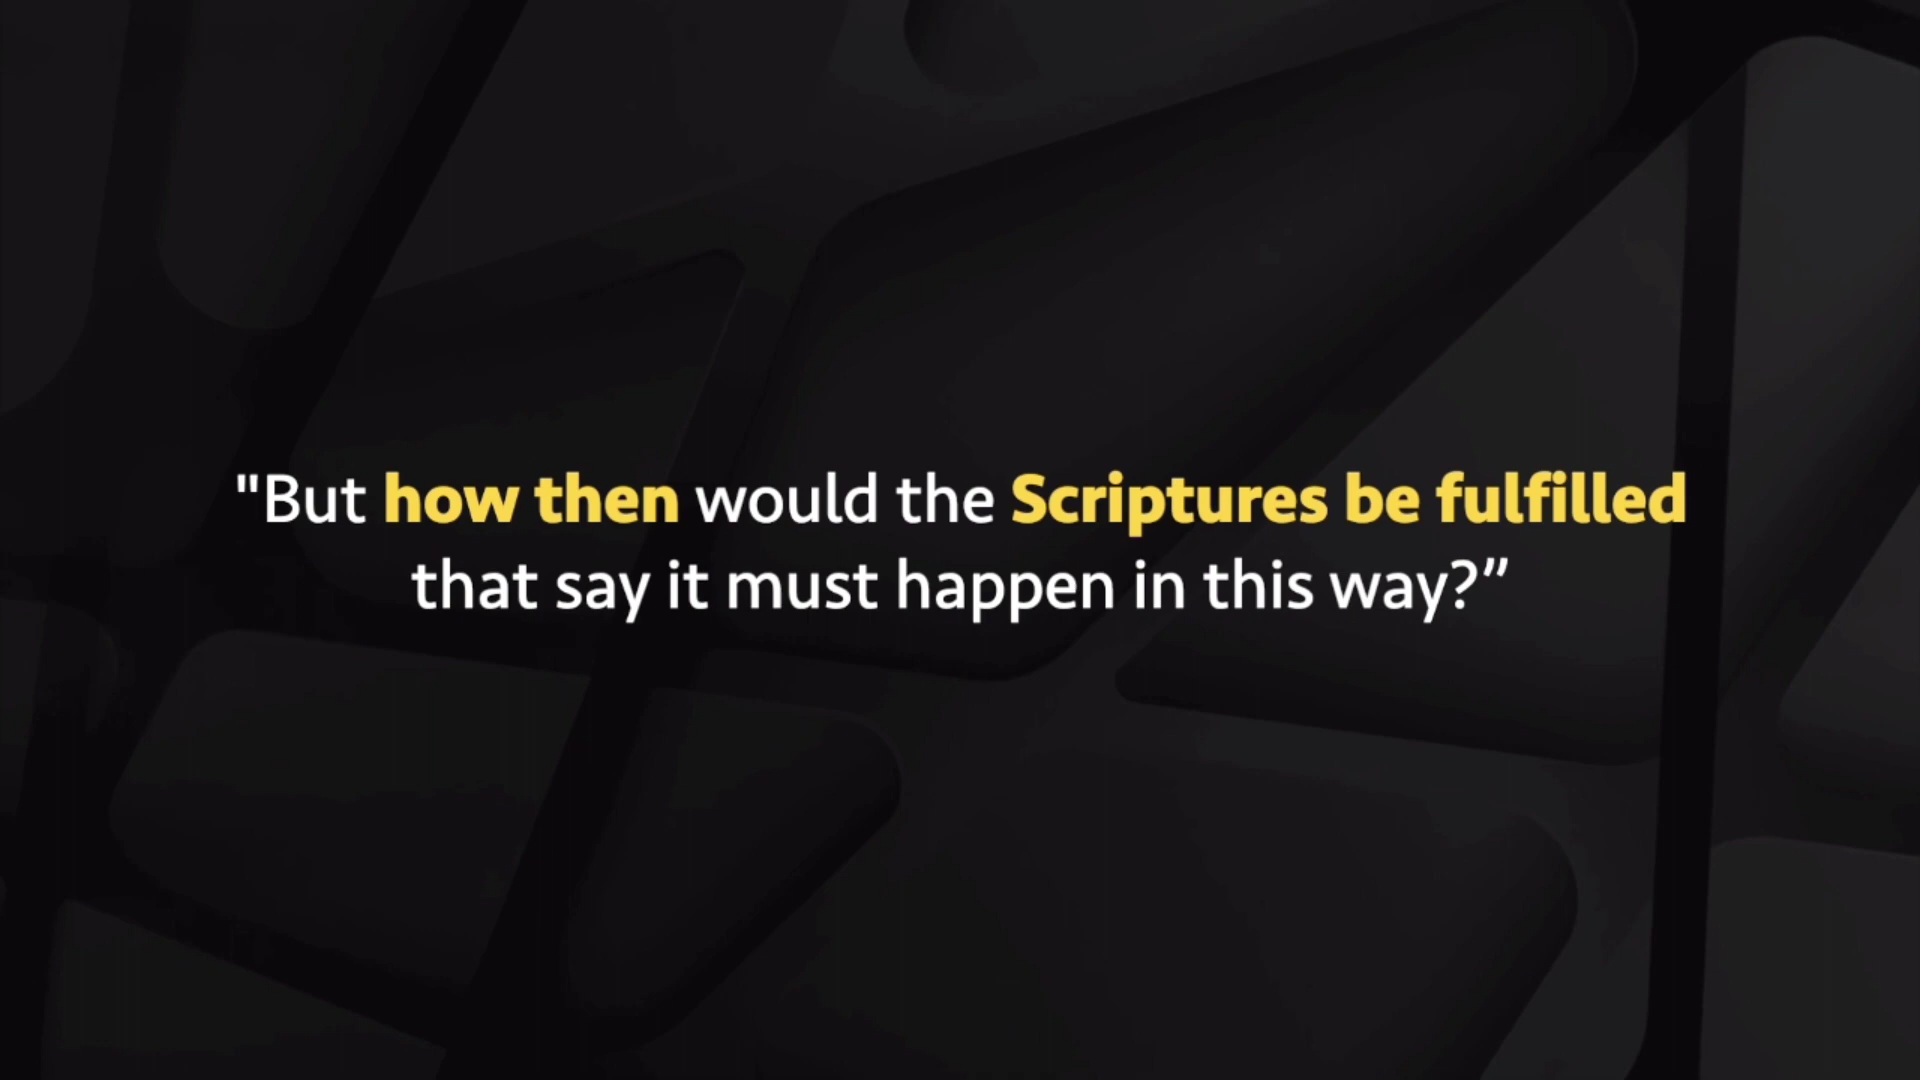 "But how then would the Scriptures be fulfilled
that say it must happen in this way?”